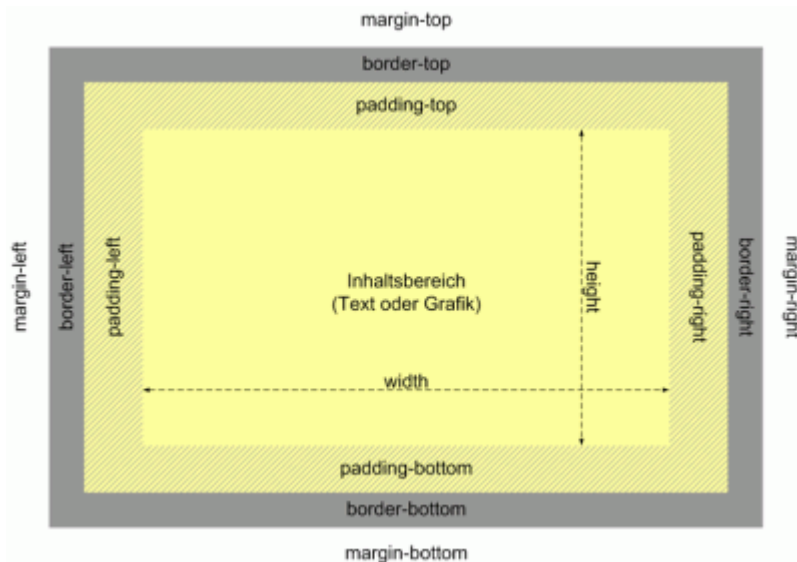 margin-top
border-top
padding-top
margin-left
border-left
padding-left
Inhaltsbereich
(Text oder Grafik)
height
padding-right
border-right
margin-right
width
padding-bottom
border-bottom
margin-bottom